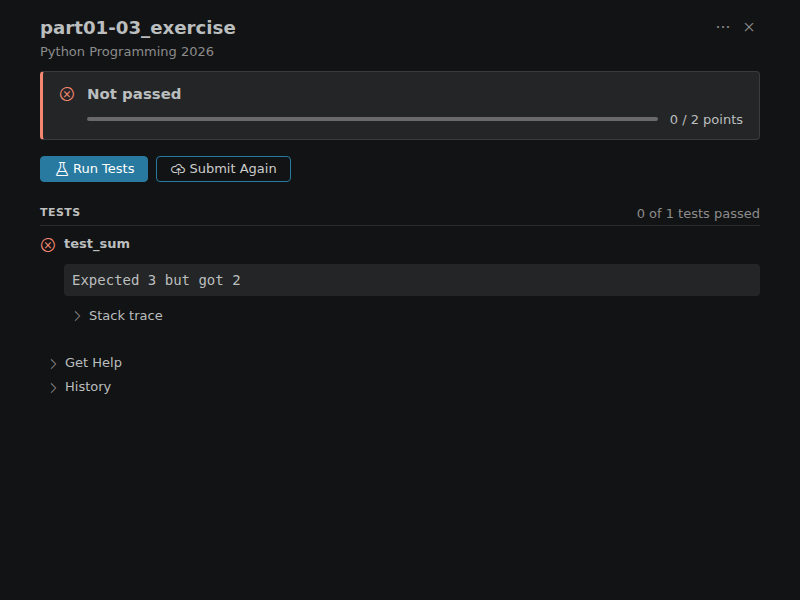 part01-03_exercise
Python Programming 2026
Not passed
0 / 2 points
Run Tests
Submit Again
TESTS
0 of 1 tests passed
test_sum
Expected 3 but got 2
Stack trace
Get Help
History